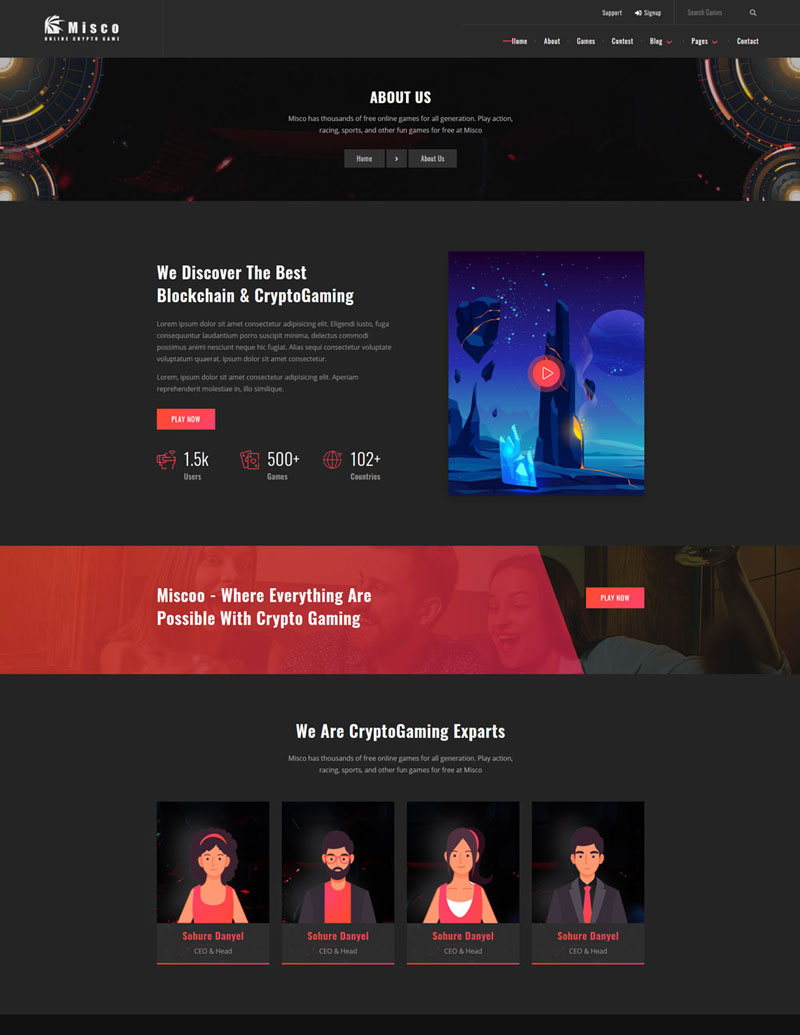 Support
Signup
Search Games
Misco
ONLINE CRYPTO GAME
Home
About
Games
Contest
Blog
Pages
Contact
ABOUT US
Misco has thousands of free online games for all generation. Play action,
racing, sports, and other fun games for free at Misco
Home
About Us
We Discover The Best
Blockchain & CryptoGaming
Lorem ipsum dolor sit amet consectetur adipisicing elit. Eligendi iusto, fuga
consequuntur laudantium porro suscipit minima, delectus commodi
possimus animi nesciunt neque hic fugiat. Alias sequi consectetur voluptate
voluptatum quaerat. ipsum dolor sit amet consectetur.
Lorem, ipsum dolor sit amet consectetur adipisicing elit. Aperiam
reprehenderit molestiae in, illo similique.
PLAY NOW
1.5k
Users
500+
Games
102+
Countries
Miscoo - Where Everything Are
Possible With Crypto Gaming
PLAY NOW
We Are CryptoGaming Exparts
Misco has thousands of free online games for all generation. Play action,
racing, sports, and other fun games for free at Misco
Sohure Danyel
CEO & Head
Sohure Danyel
CEO & Head
Sohure Danyel
CEO & Head
Sohure Danyel
CEO & Head